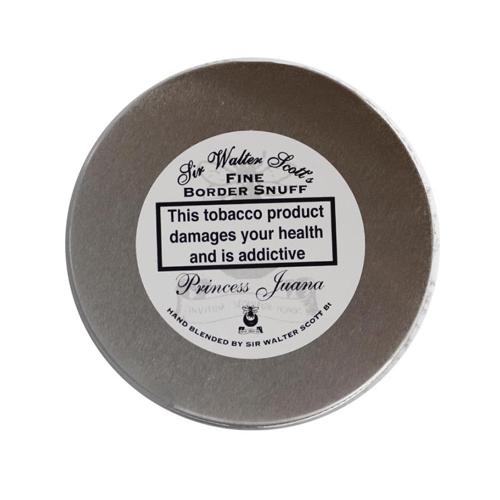 Sir Walter Scott's
FINE
BORDER SNUFF
This tobacco product
damages your health
and is addictive
Princess Juana
HAND BLENDED BY SIR WALTER SCOTT Bt